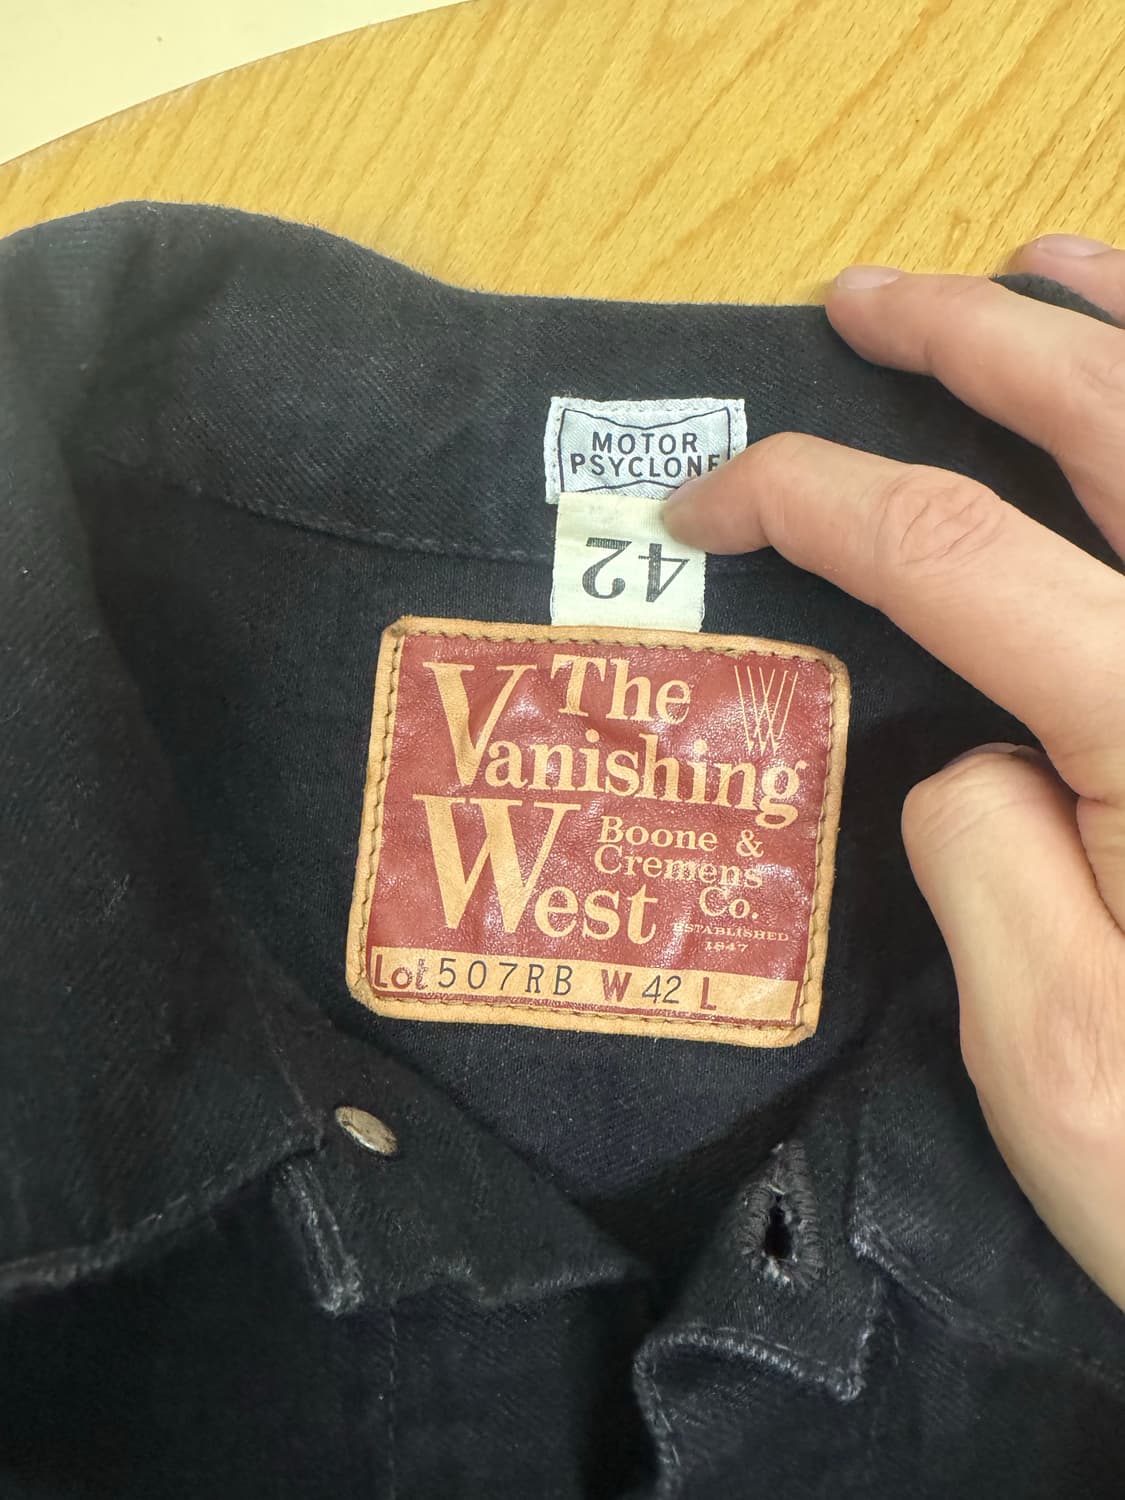 MOTOR
PSYCLONE
42
The
Vanishing
West
Boone &
Cremens
Co.
ESTABLISHED
1847
Lot 507RB W 42 L